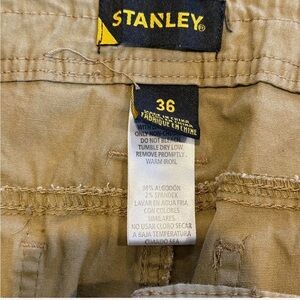 STANLEY
36
MADE IN CHINA
FABRIQUE EN CHINE
ONLY NON-CHLORINE
DO NOT BLEACH.
TUMBLE DRY LOW,
REMOVE PROMPTLY.
WARM IRON.
98% ALGODÓN
2% SPANDEX
LAVAR EN AGUA FRIA
CON COLORES
SIMILARES.
NO USAR CLORO SECAR
A BAJA TEMPERATURA
CUANDO SEA